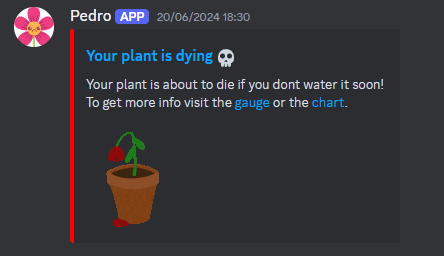 Pedro APP 20/06/2024 18:30
Your plant is dying 💀
Your plant is about to die if you dont water it soon!
To get more info visit the gauge or the chart.